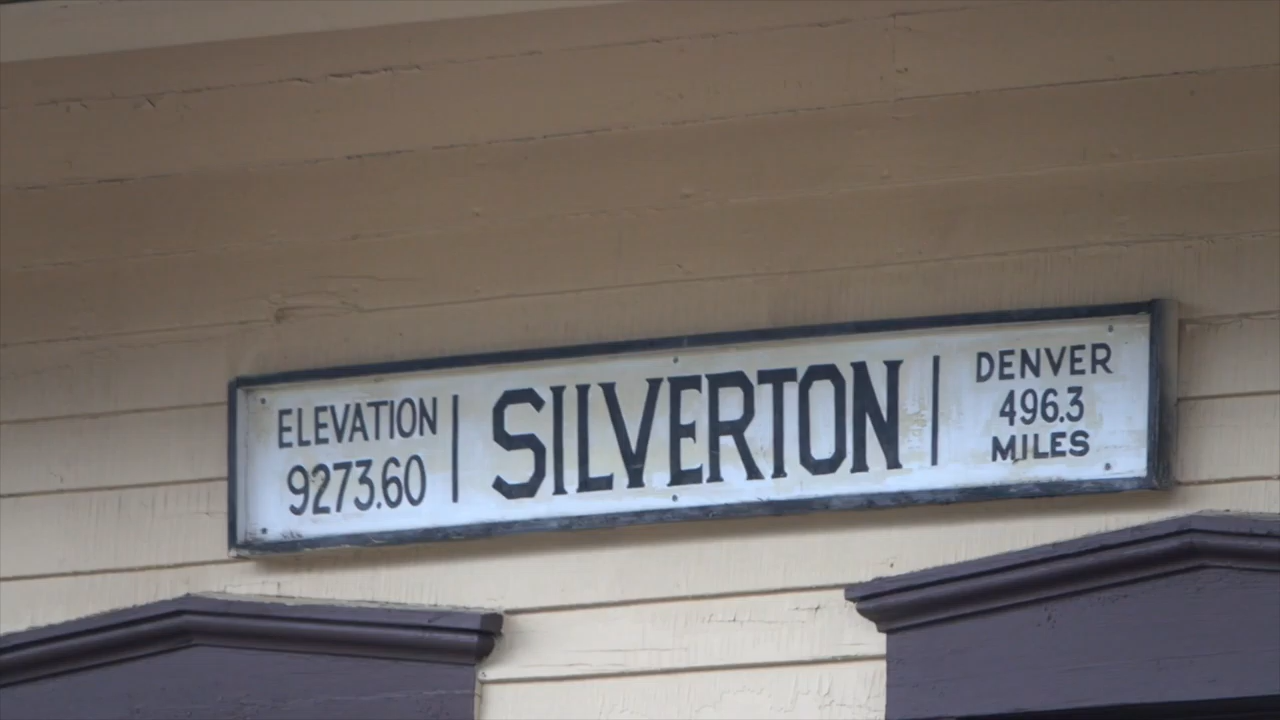 ELEVATION
9273.60
SILVERTON
DENVER
496.3
MILES